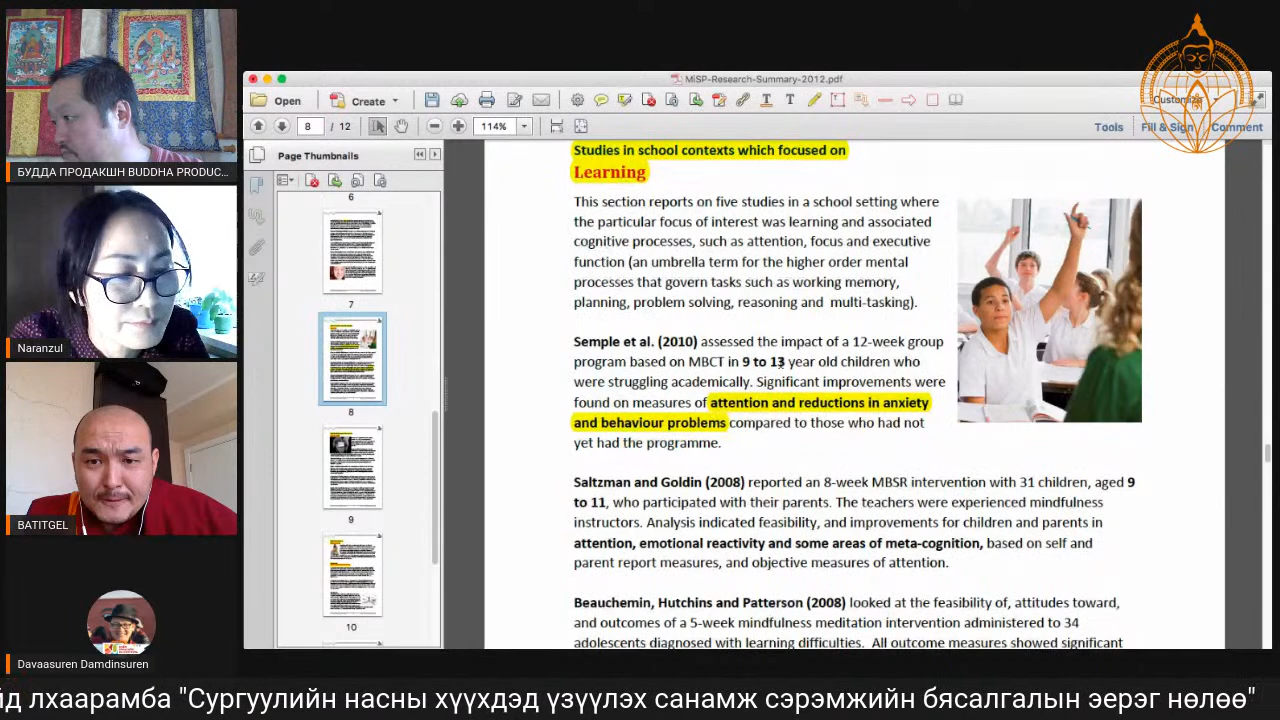 MiSP-Research-Summary-2012.pdf
Open
Create
Customize
8 / 12
114%
Tools
Fill & Sign
Comment
Page Thumbnails
6
7
8
9
10
Studies in school contexts which focused on
Learning
This section reports on five studies in a school setting where
the particular focus of interest was learning and associated
cognitive processes, such as attention, focus and executive
function (an umbrella term for the higher order mental
processes that govern tasks such as working memory,
planning, problem solving, reasoning and multi-tasking).
Semple et al. (2010) assessed the impact of a 12-week group
program based on MBCT in 9 to 13 year old children who
were struggling academically. Significant improvements were
found on measures of attention and reductions in anxiety
and behaviour problems compared to those who had not
yet had the programme.
Saltzman and Goldin (2008) reported an 8-week MBSR intervention with 31 children, aged 9
to 11, who participated with their parents. The teachers were experienced mindfulness
instructors. Analysis indicated feasibility, and improvements for children and parents in
attention, emotional reactivity some areas of meta-cognition, based on self and
parent report measures, and objective measures of attention.
Beauchemin, Hutchins and Patterson (2008) looked at the feasibility of, attitudes toward,
and outcomes of a 5-week mindfulness meditation intervention administered to 34
adolescents diagnosed with learning difficulties. All outcome measures showed significant
БУДДА ПРОДАКШН BUDDHA PRODUC...
Naranzul
BATITGEL
Davaasuren Damdinsuren
йд лхаарамба "Сургуулийн насны хүүхдэд үзүүлэх санамж сэрэмжийн бясалгалын эерэг нөлөө"